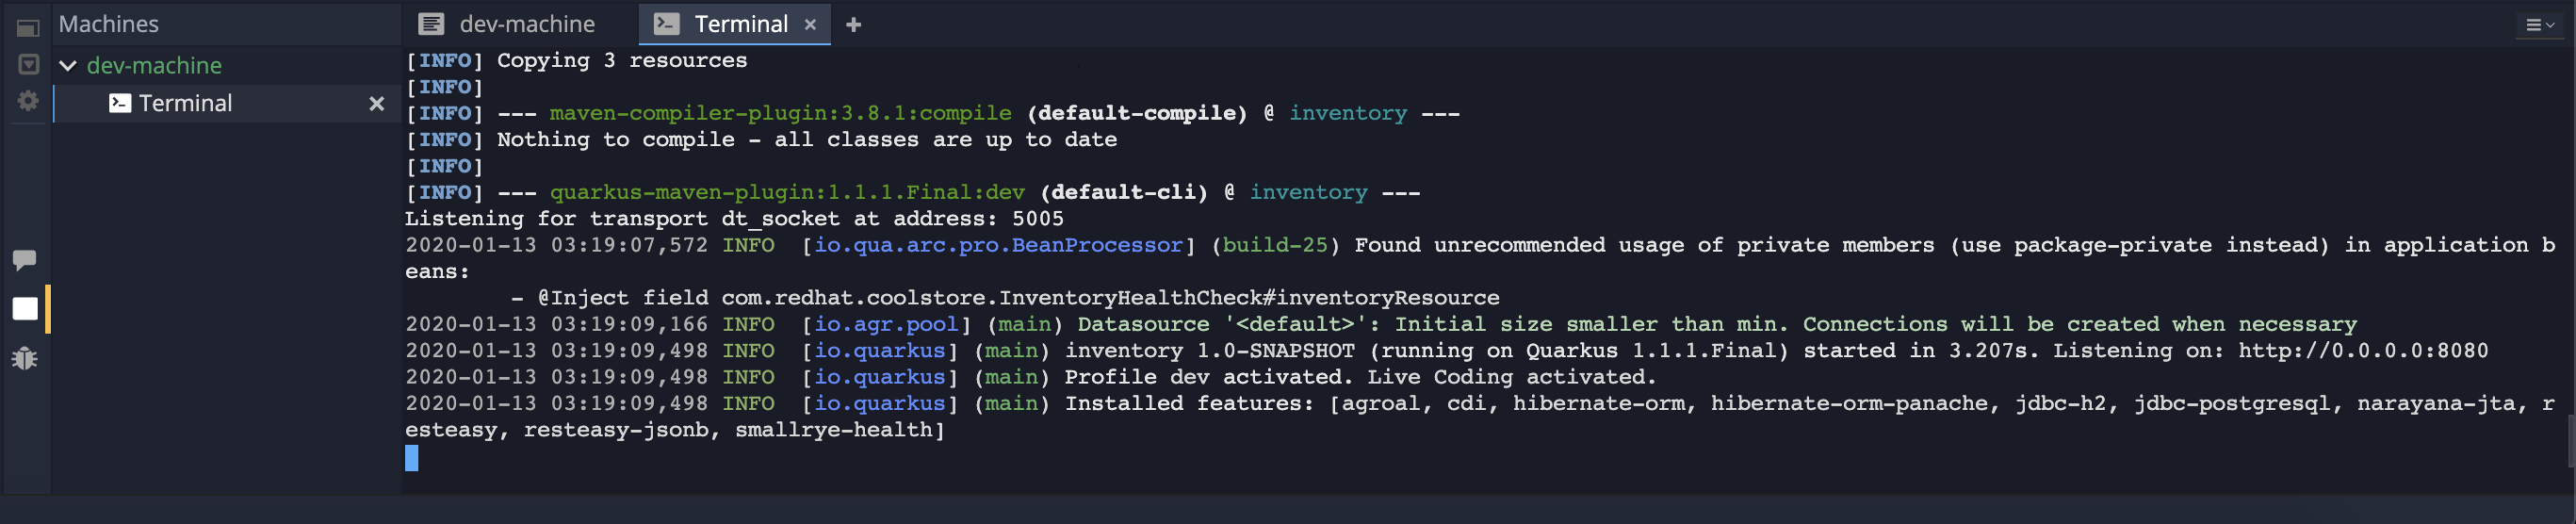 Machines
dev-machine
Terminal
dev-machine
Terminal
[INFO] Copying 3 resources
[INFO]
[INFO] --- maven-compiler-plugin:3.8.1:compile (default-compile) @ inventory ---
[INFO] Nothing to compile - all classes are up to date
[INFO]
[INFO] --- quarkus-maven-plugin:1.1.1.Final:dev (default-cli) @ inventory ---
Listening for transport dt_socket at address: 5005
2020-01-13 03:19:07,572 INFO  [io.qua.arc.pro.BeanProcessor] (build-25) Found unrecommended usage of private members (use package-private instead) in application b
eans:
- @Inject field com.redhat.coolstore.InventoryHealthCheck#inventoryResource
2020-01-13 03:19:09,166 INFO  [io.agr.pool] (main) Datasource '<default>': Initial size smaller than min. Connections will be created when necessary
2020-01-13 03:19:09,498 INFO  [io.quarkus] (main) inventory 1.0-SNAPSHOT (running on Quarkus 1.1.1.Final) started in 3.207s. Listening on: http://0.0.0.0:8080
2020-01-13 03:19:09,498 INFO  [io.quarkus] (main) Profile dev activated. Live Coding activated.
2020-01-13 03:19:09,498 INFO  [io.quarkus] (main) Installed features: [agroal, cdi, hibernate-orm, hibernate-orm-panache, jdbc-h2, jdbc-postgresql, narayana-jta, r
esteasy, resteasy-jsonb, smallrye-health]